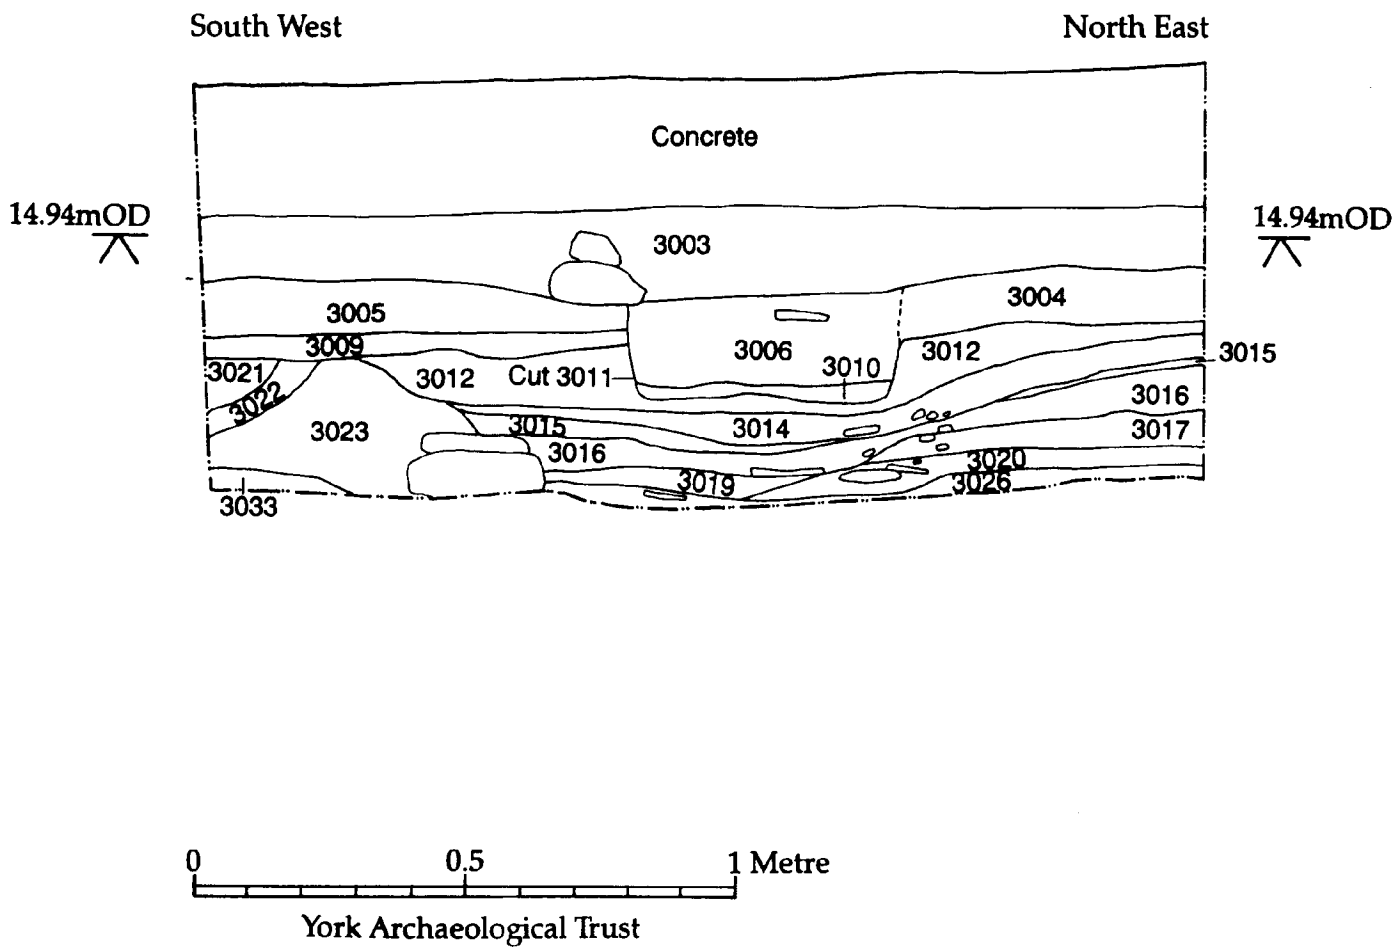 South West North East
Concrete
14.94mOD 14.94mOD
3003
3004
3005
3009 3006 3012 3015
3021 3012 Cut 3011 3010
3022 3016
3023 3015 3014 3017
3016 3020
3019 3026
3033
0 0.5 1 Metre
York Archaeological Trust